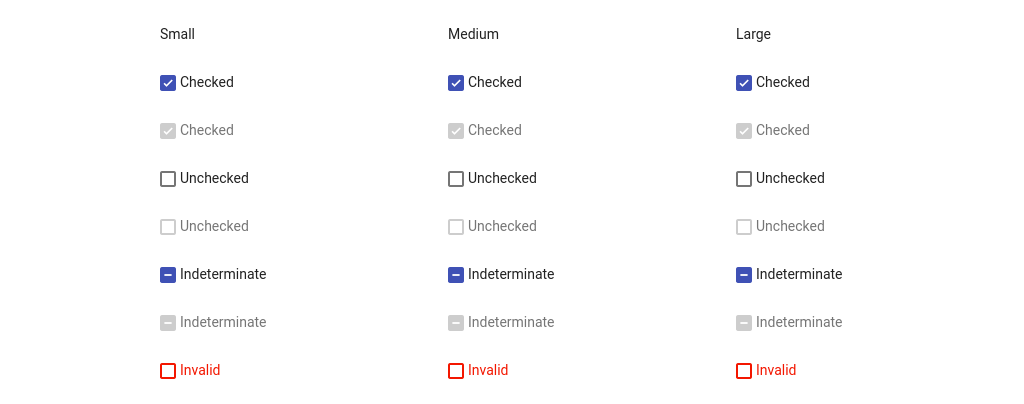 Small Medium Large
Checked Checked Checked
Checked Checked Checked
Unchecked Unchecked Unchecked
Unchecked Unchecked Unchecked
Indeterminate Indeterminate Indeterminate
Indeterminate Indeterminate Indeterminate
Invalid Invalid Invalid